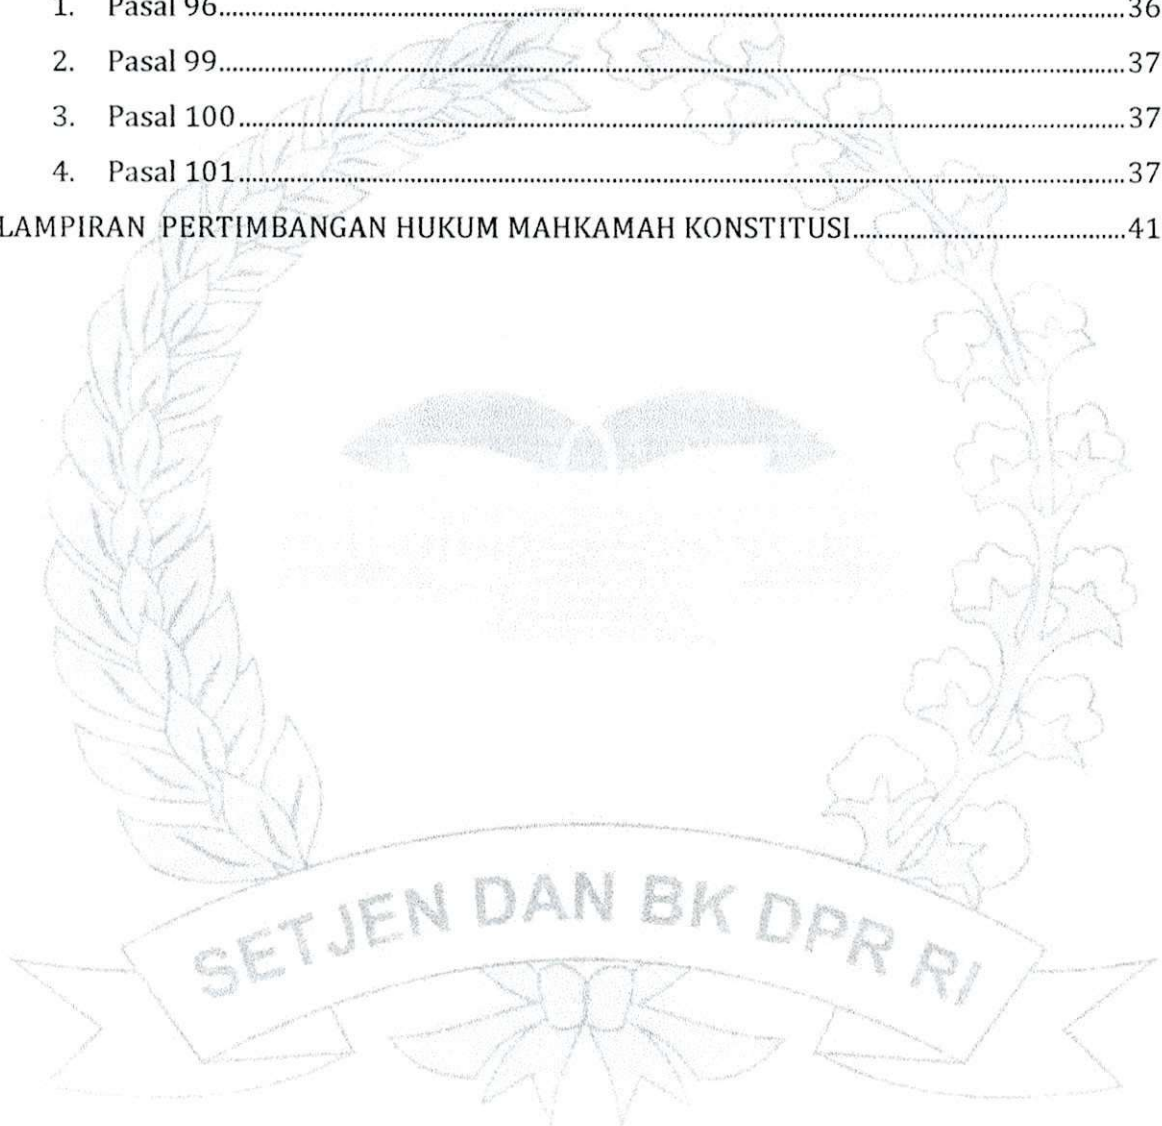 1. Pasal 96..........36
2. Pasal 99..........37
3. Pasal 100..........37
4. Pasal 101..........37
LAMPIRAN PERTIMBANGAN HUKUM MAHKAMAH KONSTITUSI..........41
SETJEN DAN BK DPR RI